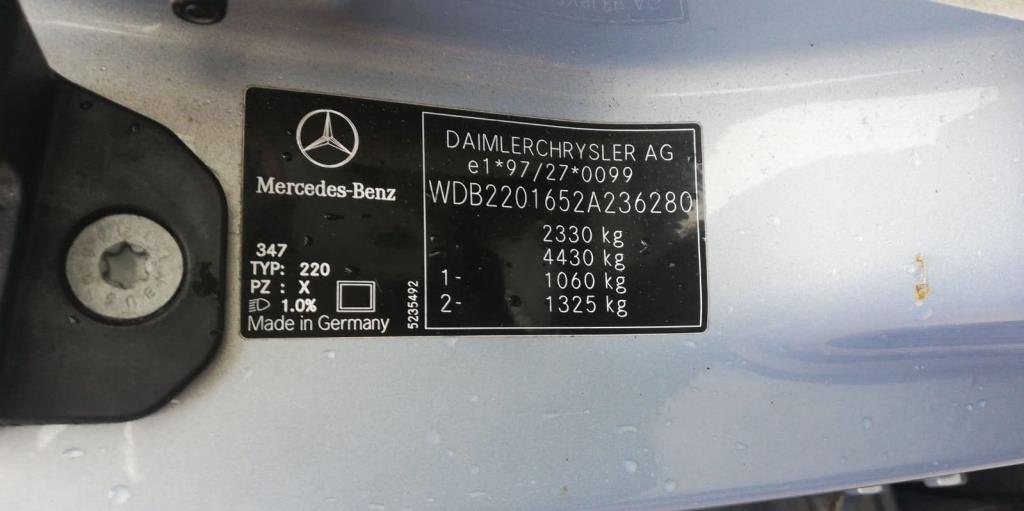 Mercedes-Benz
347
TYP: 220
PZ : X
1.0%
Made in Germany
5235492
DAIMLERCHRYSLER AG
e1*97/27*0099
WDB2201652A236280
2330 kg
4430 kg
1- 1060 kg
2- 1325 kg